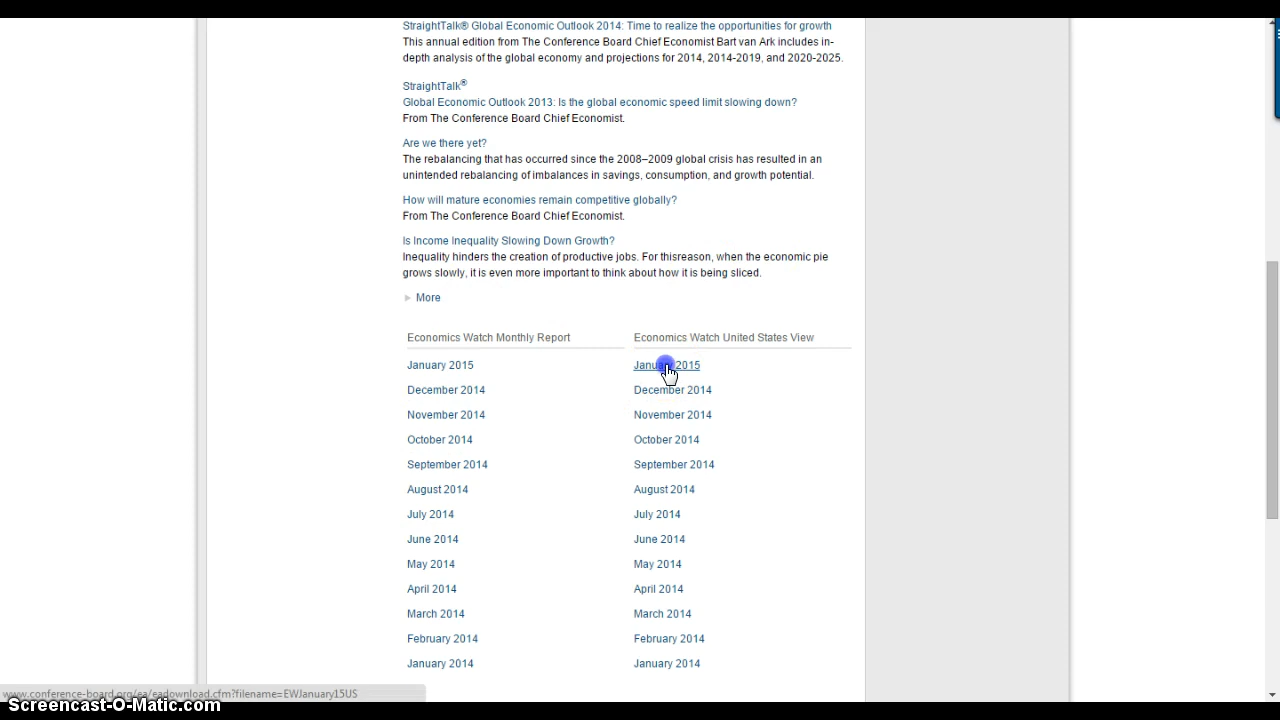 StraightTalk® Global Economic Outlook 2014: Time to realize the opportunities for growth
This annual edition from The Conference Board Chief Economist Bart van Ark includes in-
depth analysis of the global economy and projections for 2014, 2014-2019, and 2020-2025.
StraightTalk®
Global Economic Outlook 2013: Is the global economic speed limit slowing down?
From The Conference Board Chief Economist.
Are we there yet?
The rebalancing that has occurred since the 2008–2009 global crisis has resulted in an
unintended rebalancing of imbalances in savings, consumption, and growth potential.
How will mature economies remain competitive globally?
From The Conference Board Chief Economist.
Is Income Inequality Slowing Down Growth?
Inequality hinders the creation of productive jobs. For thisreason, when the economic pie
grows slowly, it is even more important to think about how it is being sliced.
More
Economics Watch Monthly Report
January 2015
December 2014
November 2014
October 2014
September 2014
August 2014
July 2014
June 2014
May 2014
April 2014
March 2014
February 2014
January 2014
Economics Watch United States View
January 2015
December 2014
November 2014
October 2014
September 2014
August 2014
July 2014
June 2014
May 2014
April 2014
March 2014
February 2014
January 2014
www.conference-board.org/ea/eadownload.cfm?filename=EWJanuary15US
Screencast-O-Matic.com